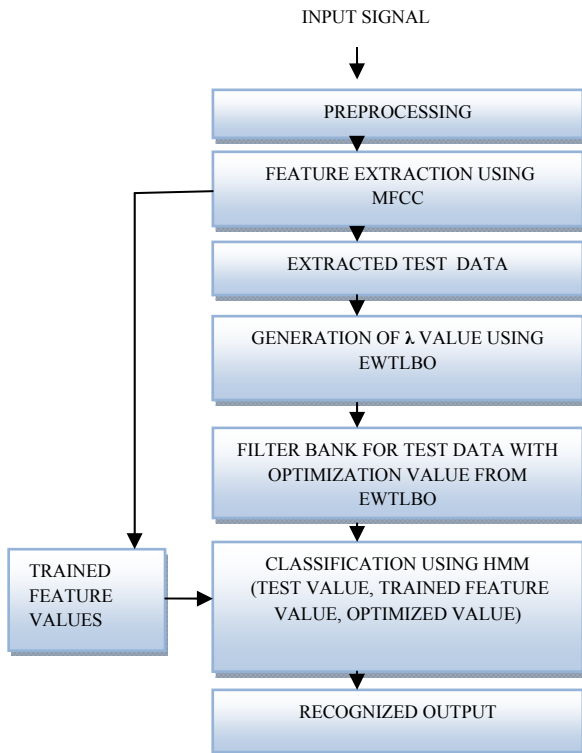 INPUT SIGNAL
PREPROCESSING
FEATURE EXTRACTION USING
MFCC
EXTRACTED TEST DATA
GENERATION OF λ VALUE USING
EWTLBO
FILTER BANK FOR TEST DATA WITH
OPTIMIZATION VALUE FROM
EWTLBO
TRAINED
FEATURE
VALUES
CLASSIFICATION USING HMM
(TEST VALUE, TRAINED FEATURE
VALUE, OPTIMIZED VALUE)
RECOGNIZED OUTPUT